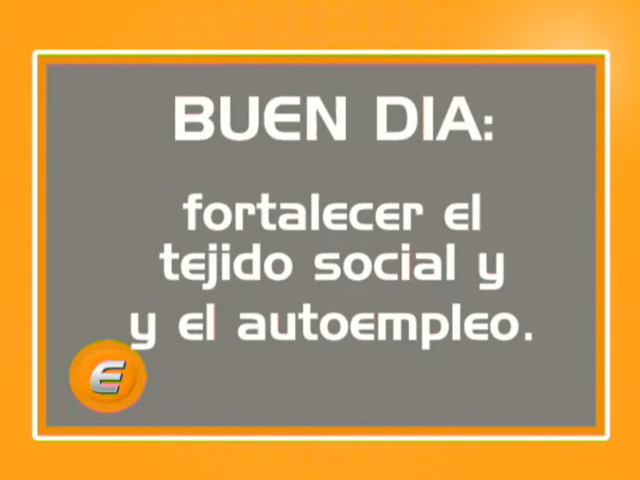 BUEN DIA:
fortalecer el
tejido social y
y el autoempleo.
E